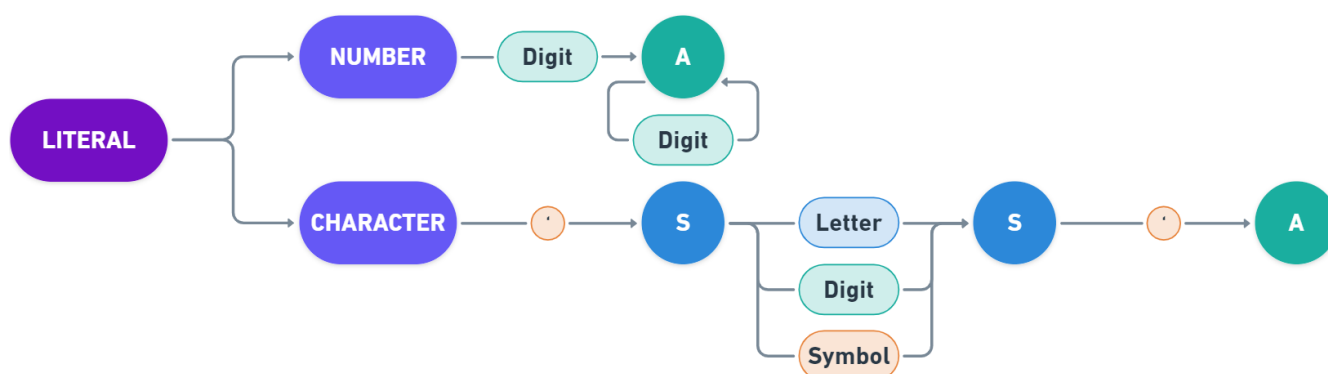 NUMBER
Digit
A
LITERAL
Digit
CHARACTER
‘
S
Letter
S
‘
A
Digit
Symbol